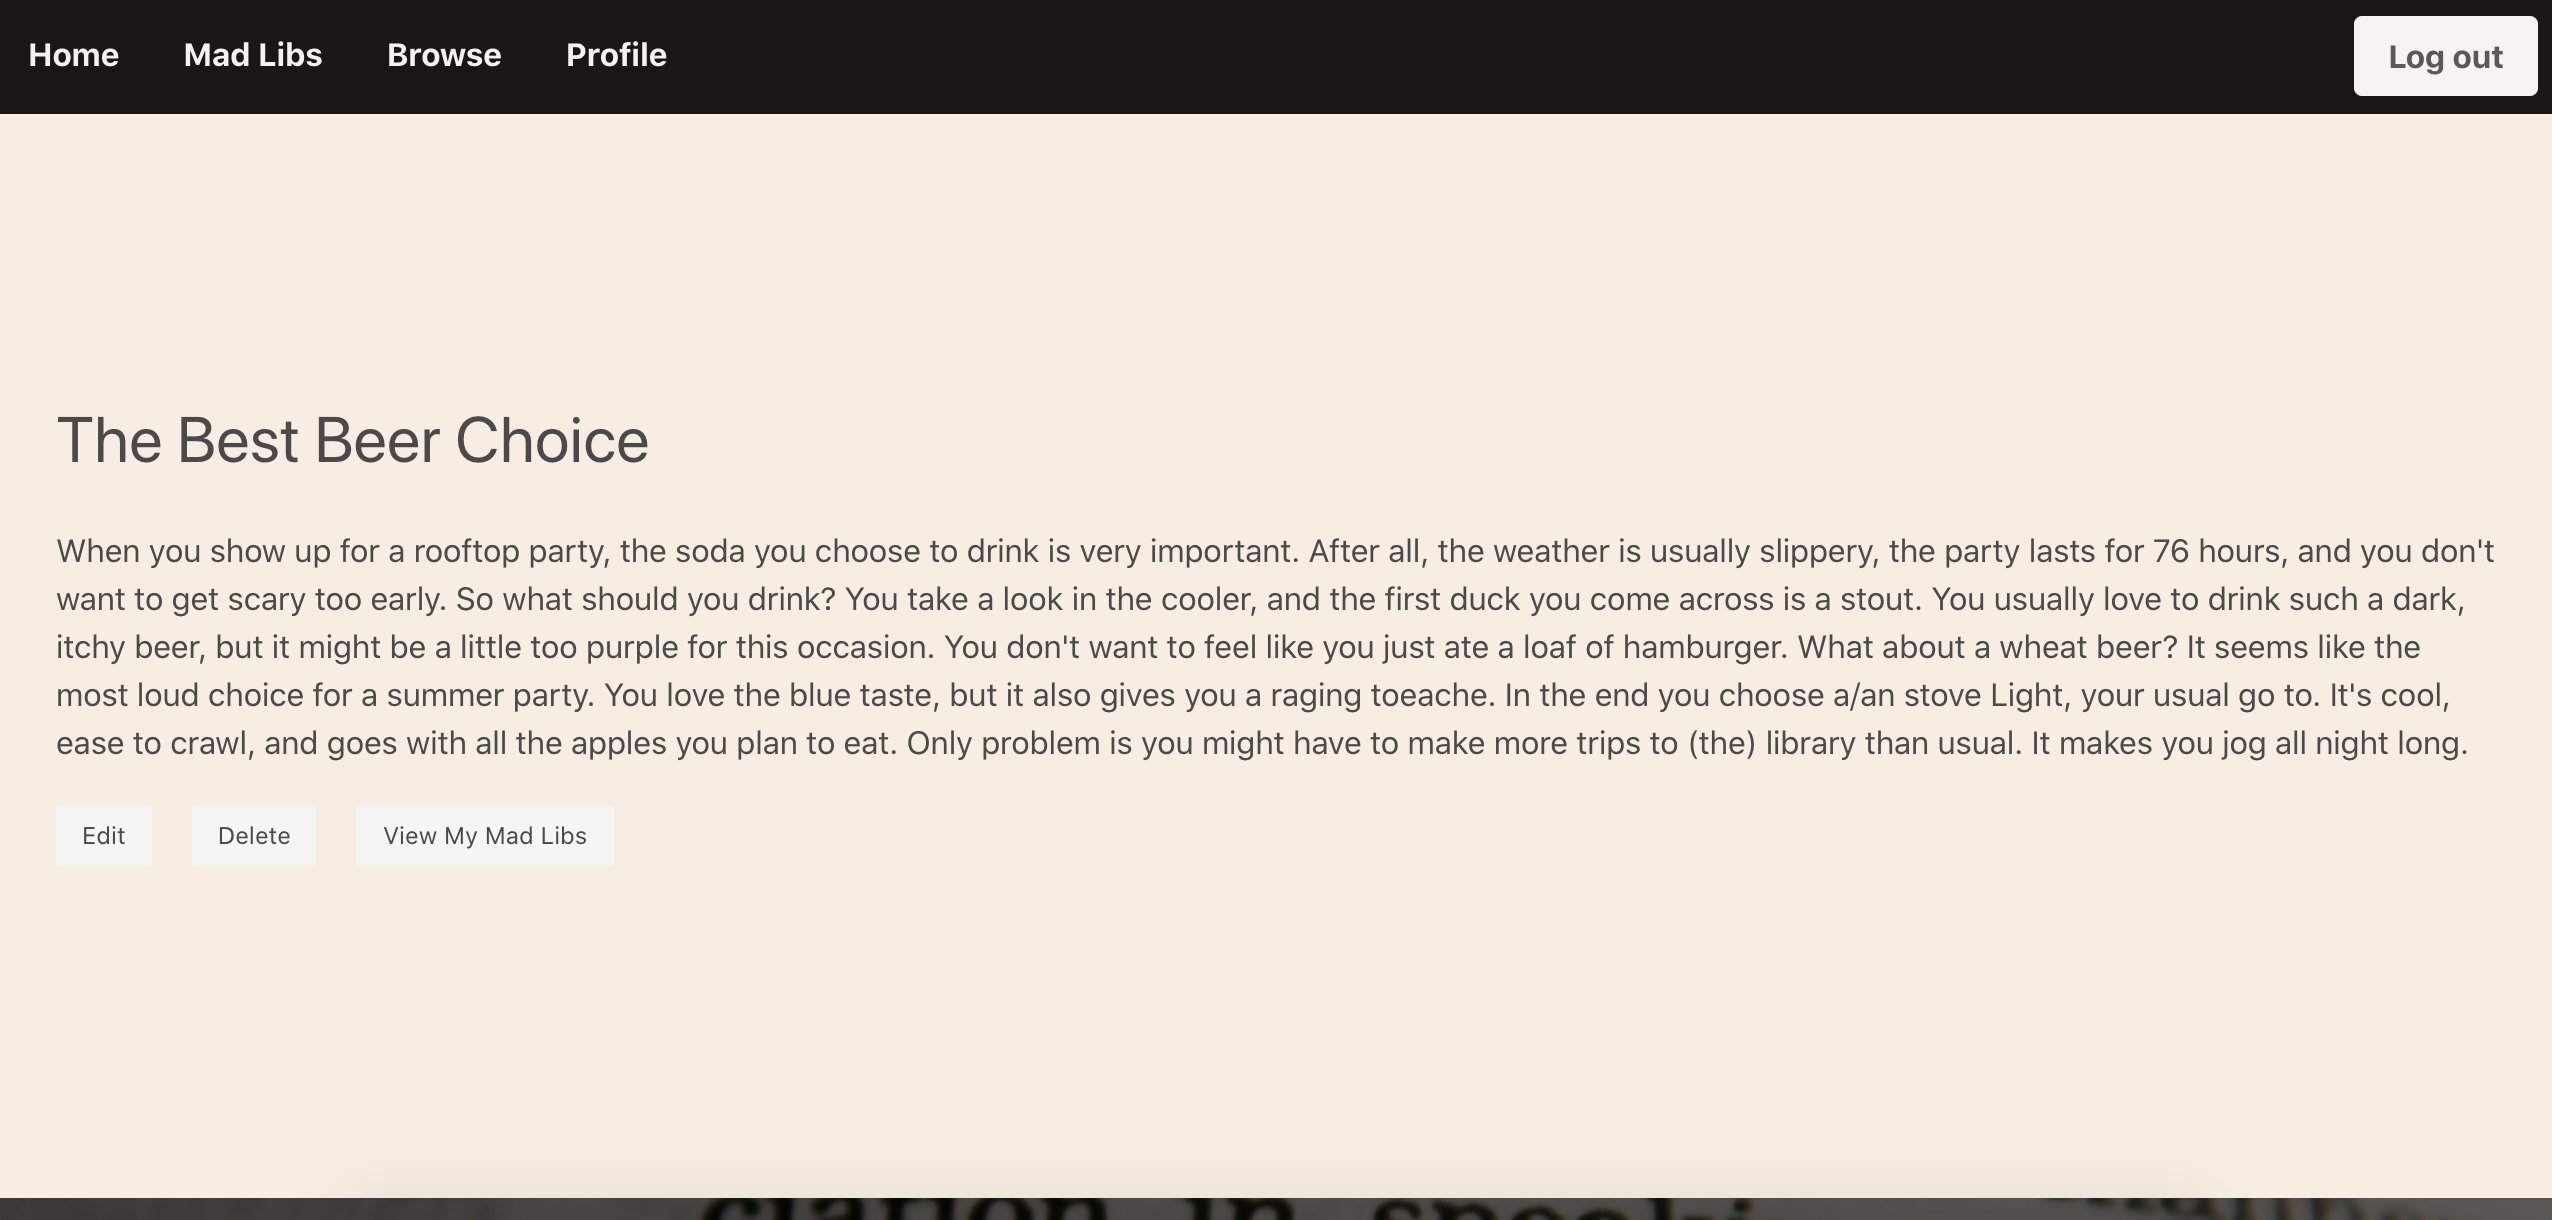 Home Mad Libs Browse Profile Log out
The Best Beer Choice
When you show up for a rooftop party, the soda you choose to drink is very important. After all, the weather is usually slippery, the party lasts for 76 hours, and you don't
want to get scary too early. So what should you drink? You take a look in the cooler, and the first duck you come across is a stout. You usually love to drink such a dark,
itchy beer, but it might be a little too purple for this occasion. You don't want to feel like you just ate a loaf of hamburger. What about a wheat beer? It seems like the
most loud choice for a summer party. You love the blue taste, but it also gives you a raging toeache. In the end you choose a/an stove Light, your usual go to. It's cool,
ease to crawl, and goes with all the apples you plan to eat. Only problem is you might have to make more trips to (the) library than usual. It makes you jog all night long.
Edit Delete View My Mad Libs